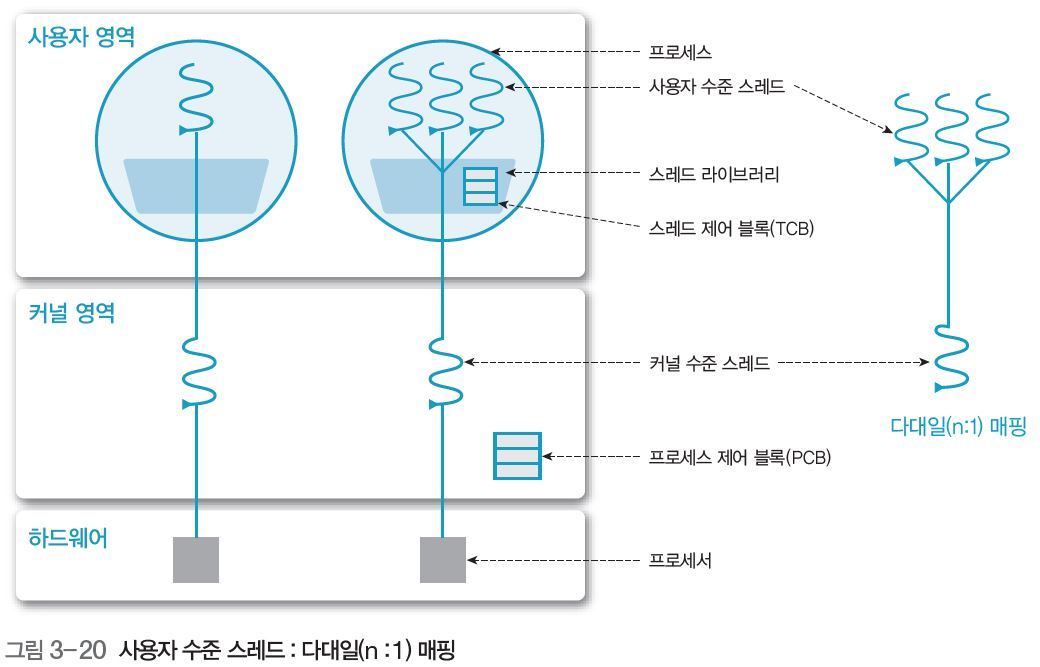 사용자 영역
프로세스
사용자 수준 스레드
스레드 라이브러리
스레드 제어 블록(TCB)
커널 영역
커널 수준 스레드
다대일(n:1) 매핑
프로세스 제어 블록(PCB)
하드웨어
프로세서
그림 3-20 사용자 수준 스레드 : 다대일(n :1) 매핑